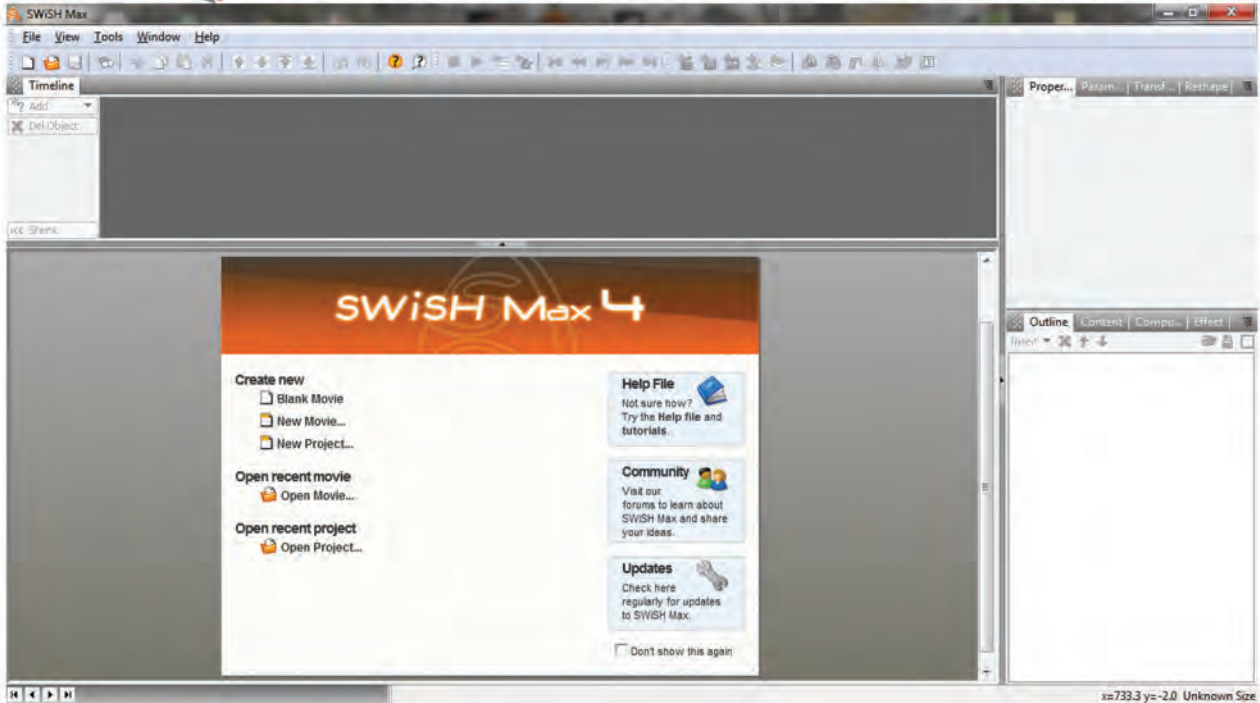 SWiSH Max
File View Tools Window Help
Timeline
Add
Del Object
Shrink
Proper... Param... Transf... Reshape
SWiSH Max 4
Create new
Blank Movie
New Movie...
New Project...
Open recent movie
Open Movie...
Open recent project
Open Project...
Help File
Not sure how?
Try the Help file and
tutorials.
Community
Visit our
forums to learn about
SWiSH Max and share
your ideas.
Updates
Check here
regularly for updates
to SWiSH Max.
Don't show this again
Outline Content Compo... Effect
Insert
x=733.3 y=-2.0 Unknown Size